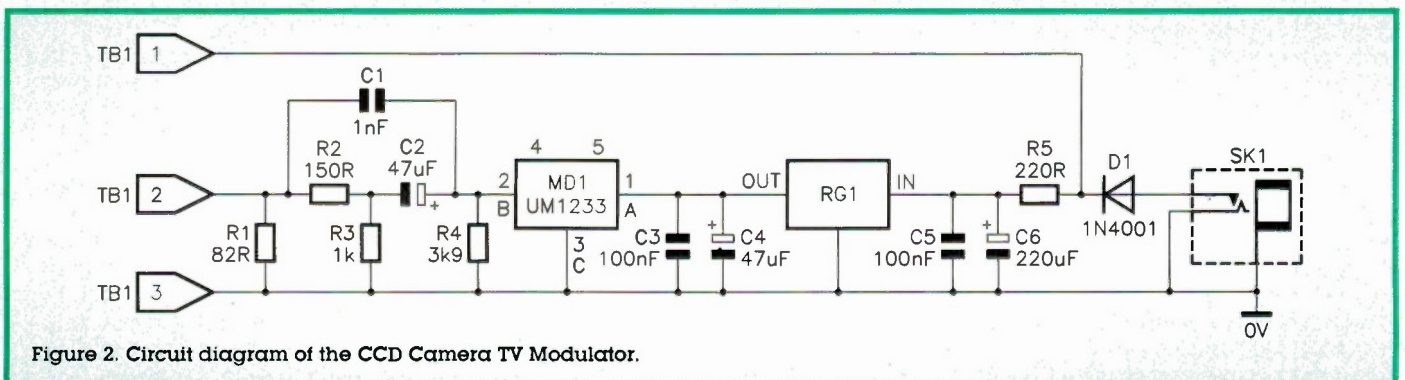 TB1 1
C1
1nF
R2
150R
C2
47uF
+
4 5
TB1 2
2
B
MD1
UM1233
1
A
3
C
OUT
RG1
IN
R5
220R
D1
1N4001
SK1
R1
82R
R3
1k
R4
3k9
C3
100nF
+
C4
47uF
C5
100nF
+
C6
220uF
TB1 3
0V
Figure 2. Circuit diagram of the CCD Camera TV Modulator.